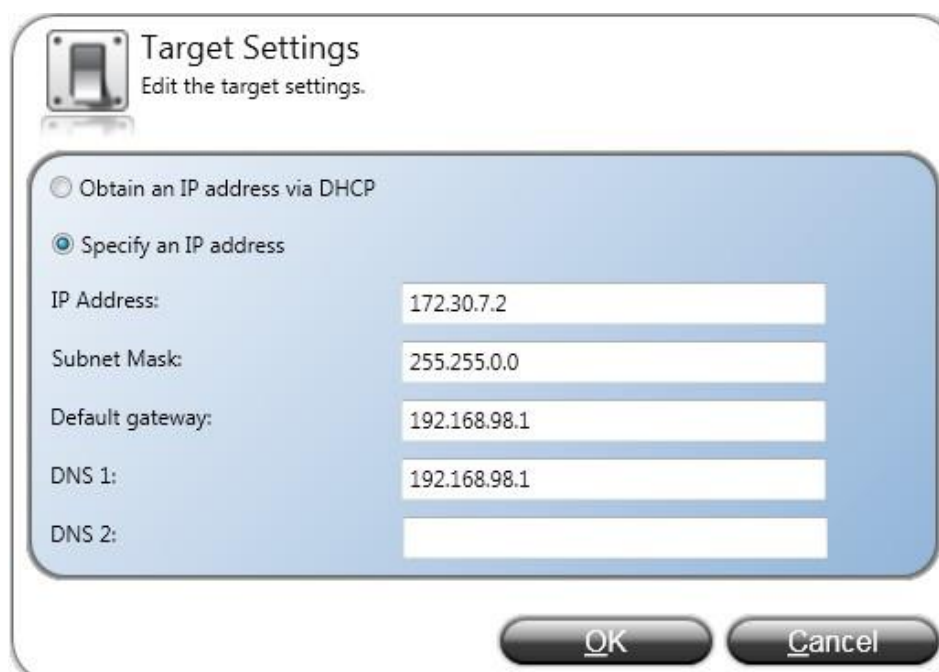 Target Settings
Edit the target settings.
Obtain an IP address via DHCP
Specify an IP address
IP Address: 172.30.7.2
Subnet Mask: 255.255.0.0
Default gateway: 192.168.98.1
DNS 1: 192.168.98.1
DNS 2:
OK Cancel